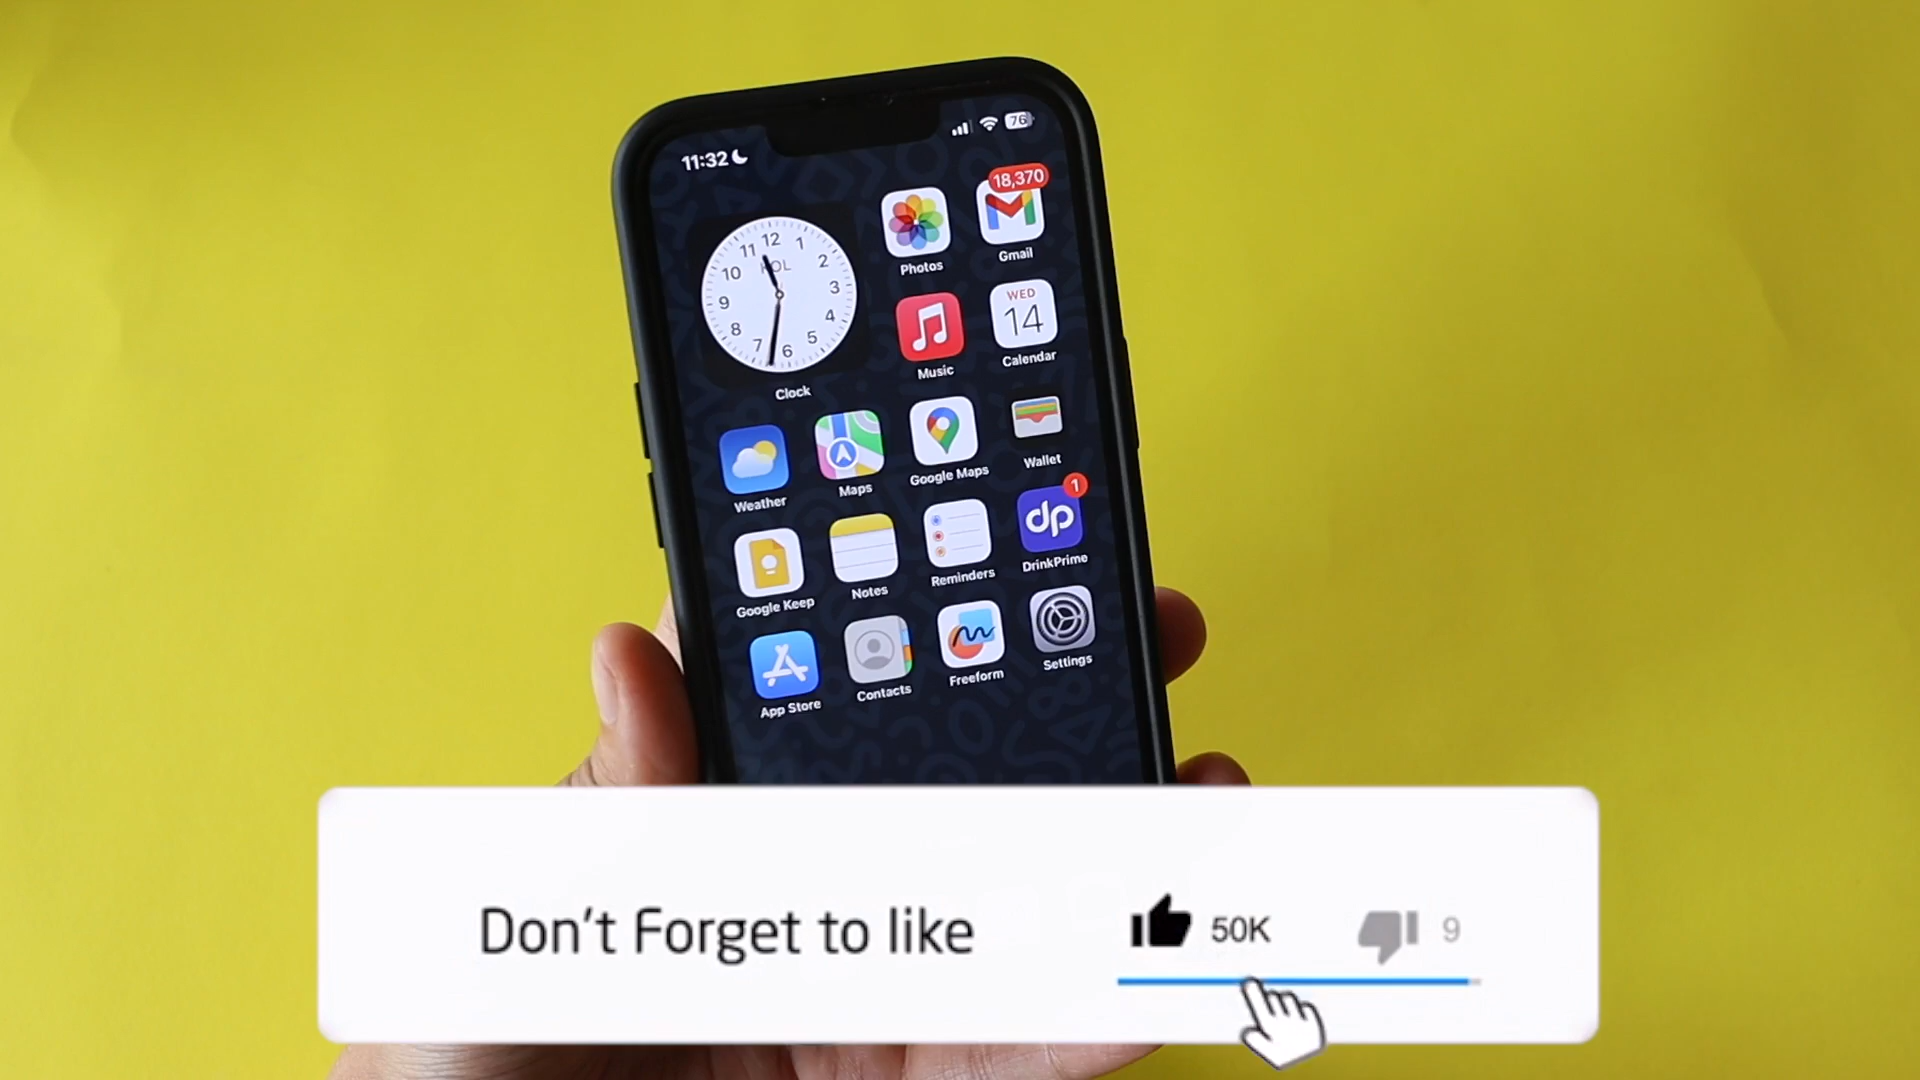 11:32
76
12
11
1
10
KOL
2
9
3
8
4
7
6
5
Clock
Photos
18,370
Gmail
Music
WED
14
Calendar
Weather
Maps
Google Maps
Wallet
Google Keep
Notes
Reminders
1
dp
DrinkPrime
App Store
Contacts
Freeform
Settings
Don't Forget to like
50K
9